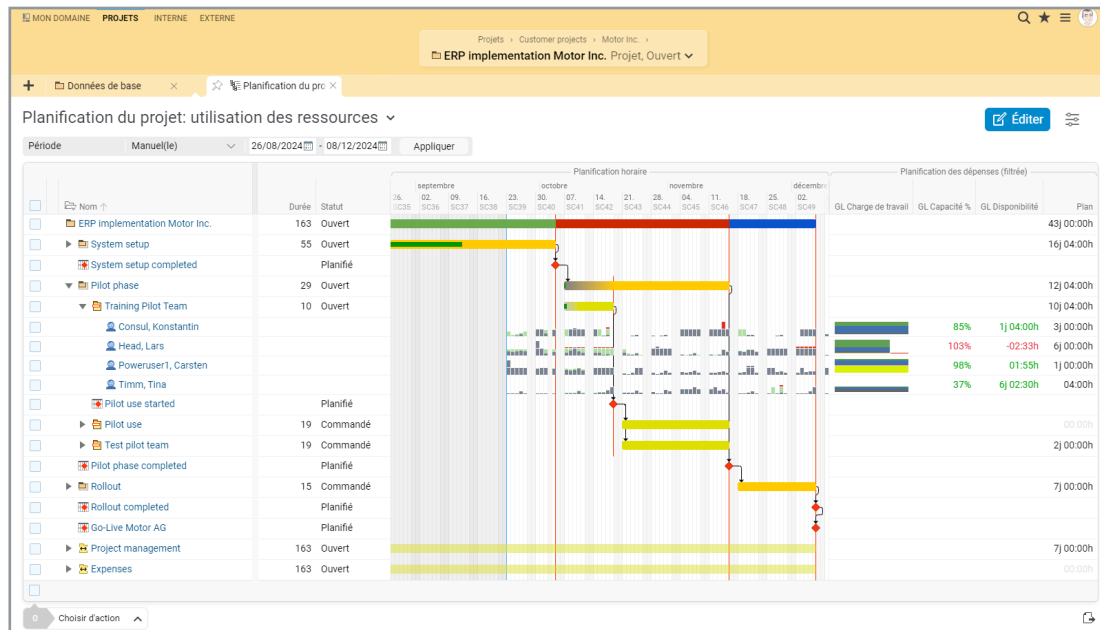 MON DOMAINE PROJETS INTERNE EXTERNE
Projets › Customer projects › Motor Inc. ›
ERP implementation Motor Inc. Projet, Ouvert
Données de base × Planification du pro ×
Planification du projet: utilisation des ressources
Éditer
Période Manuel(le) 26/08/2024 - 08/12/2024 Appliquer
Planification horaire Planification des dépenses (filtrée)
septembre octobre novembre décembre
26. 02. 09. 16. 23. 30. 07. 14. 21. 28. 04. 11. 18. 25. 02.
Nom Durée Statut SC35 SC36 SC37 SC38 SC39 SC40 SC41 SC42 SC43 SC44 SC45 SC46 SC47 SC48 SC49 GL Charge de travail GL Capacité % GL Disponibilité Plan
ERP implementation Motor Inc. 163 Ouvert 43j 00:00h
System setup 55 Ouvert 16j 04:00h
System setup completed Planifié
Pilot phase 29 Ouvert 12j 04:00h
Training Pilot Team 10 Ouvert 10j 04:00h
Consul, Konstantin 85% 1j 04:00h 3j 00:00h
Head, Lars 103% -02:33h 6j 00:00h
Poweruser1, Carsten 98% 01:55h 1j 00:00h
Timm, Tina 37% 6j 02:30h 04:00h
Pilot use started Planifié
Pilot use 19 Commandé 00:00h
Test pilot team 19 Commandé 2j 00:00h
Pilot phase completed Planifié
Rollout 15 Commandé 7j 00:00h
Rollout completed Planifié
Go-Live Motor AG Planifié
Project management 163 Ouvert 7j 00:00h
Expenses 163 Ouvert 00:00h
0 Choisir d'action